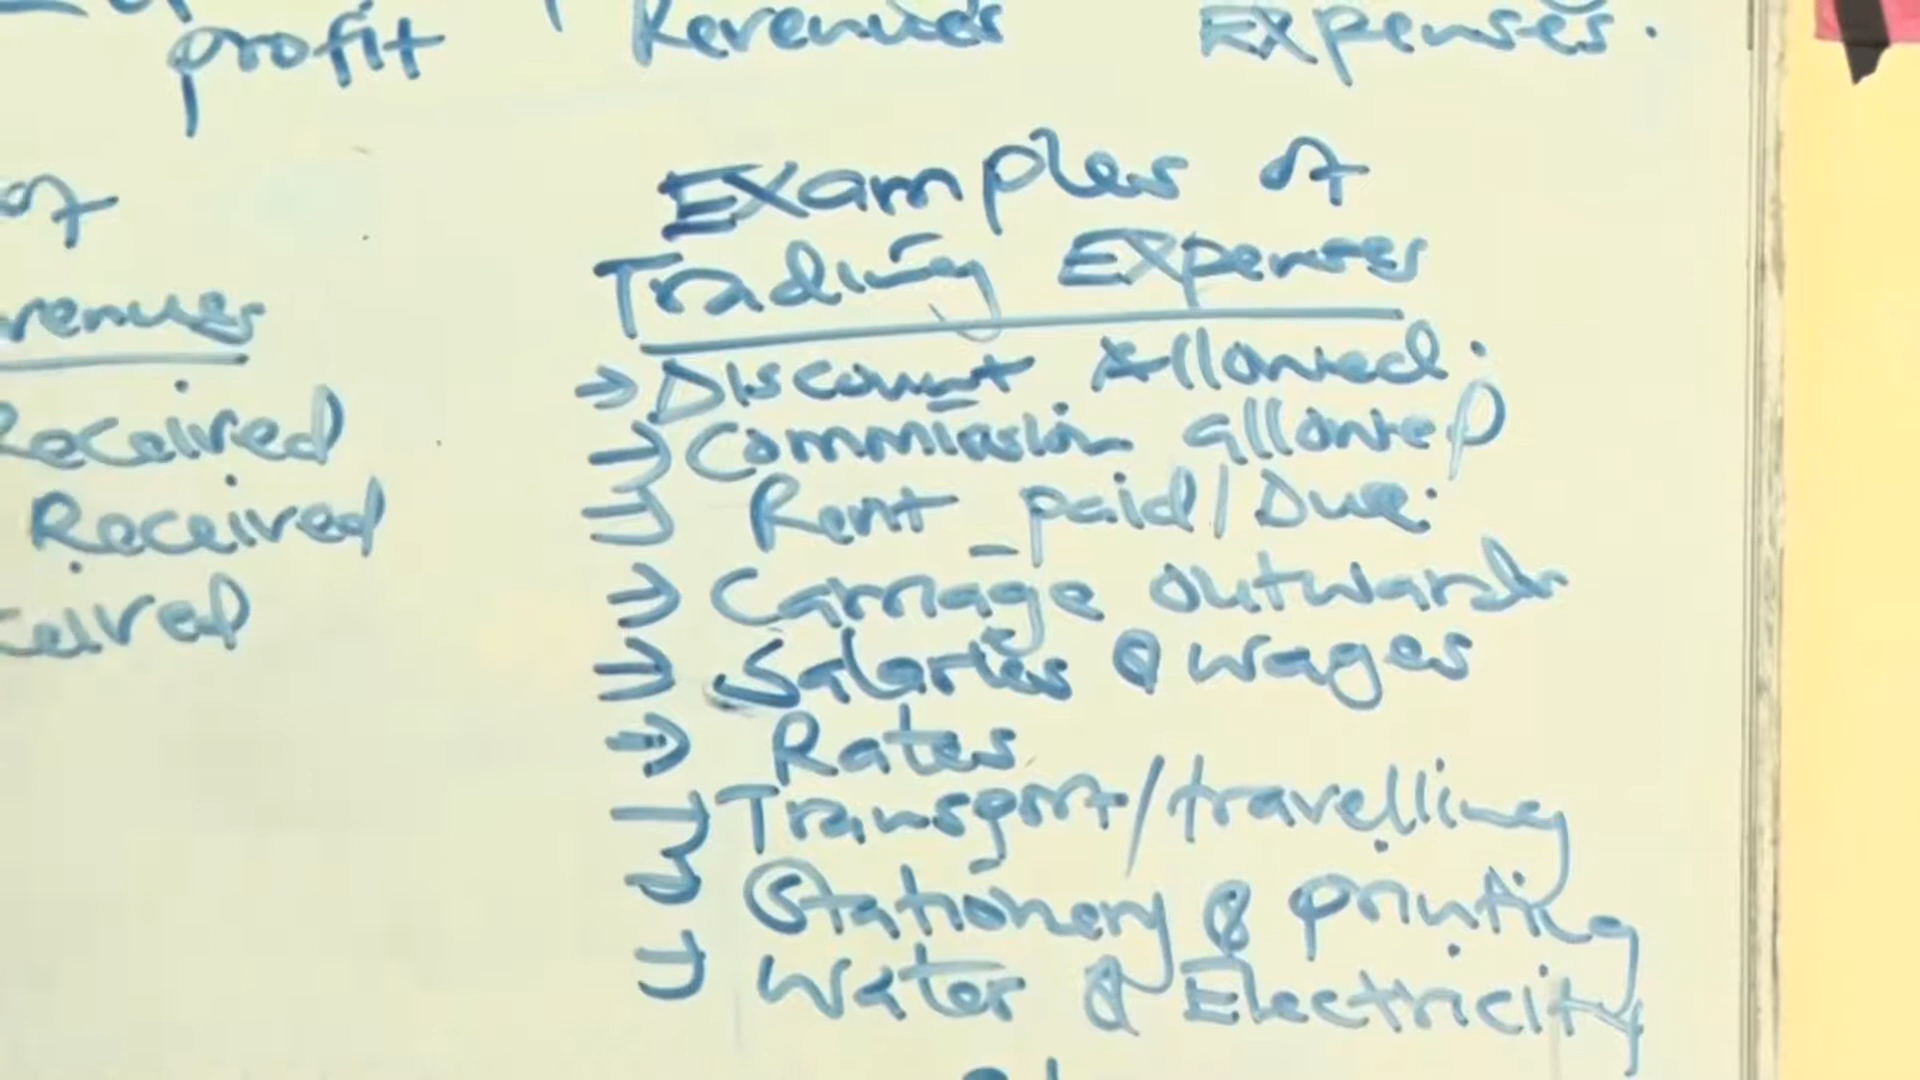 profit Revenues Expenses.
of
Received
Received
Examples of
Trading Expenses
→ Discount Allowed.
→ Commission allowed
→ Rent paid/Due.
→ Carriage outwards
→ Salaries & wages
→ Rates
→ Transport/travelling
→ Stationery & printing
→ Water & Electricity